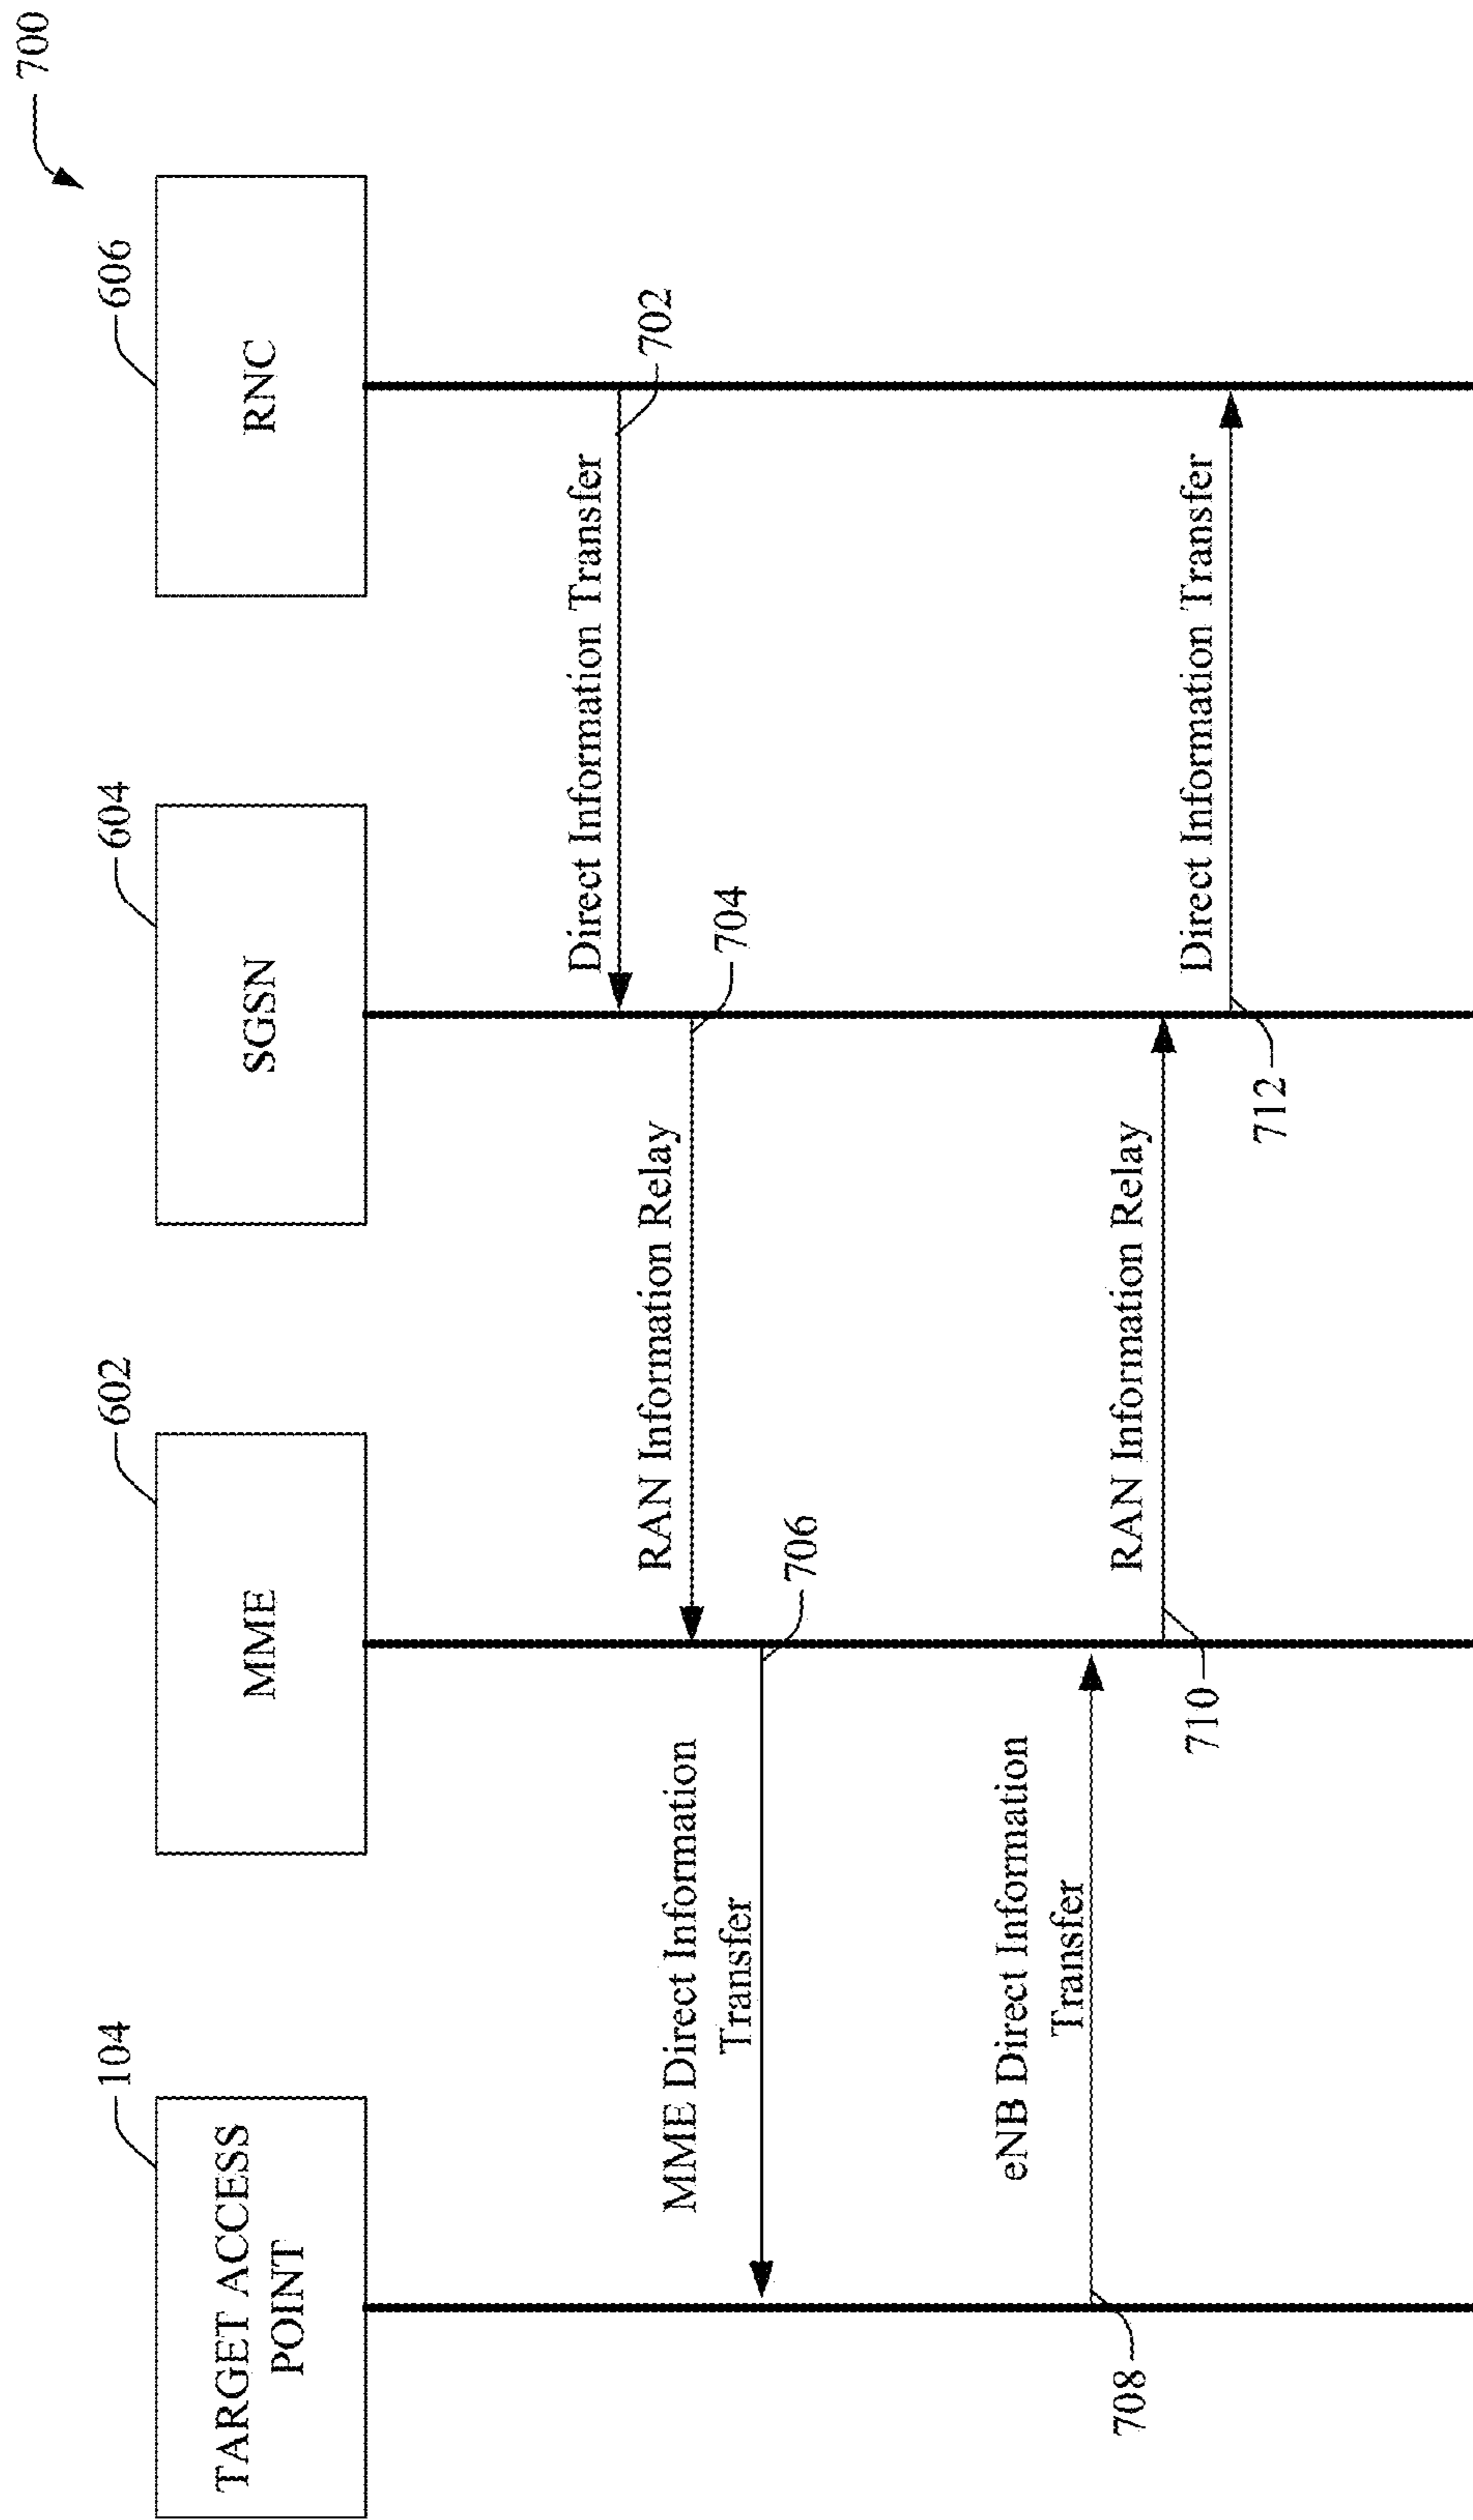 700
104
602
604
606
TARGET ACCESS
POINT
MME
SGSN
RNC
Direct Information Transfer
702
RAN Information Relay
704
MME Direct Information
Transfer
706
eNB Direct Information
Transfer
708
RAN Information Relay
710
Direct Information Transfer
712